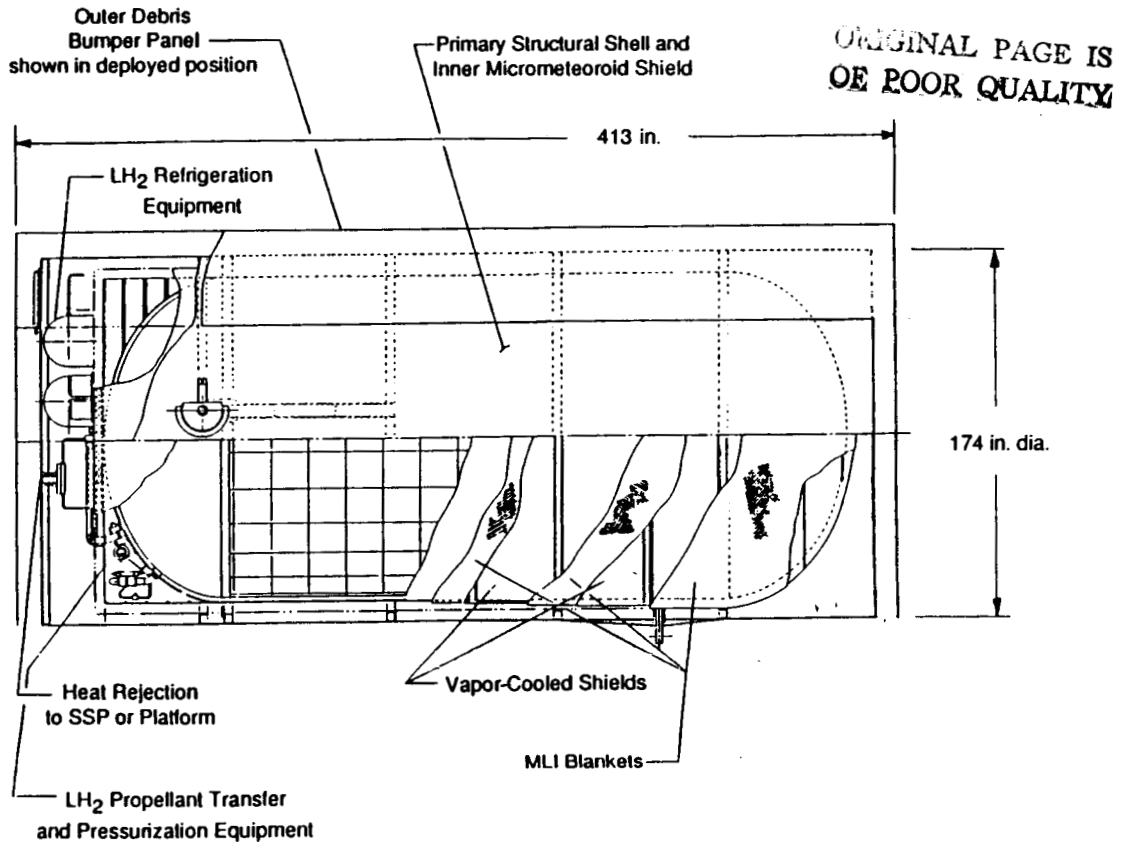 Outer Debris
Bumper Panel
shown in deployed position
Primary Structural Shell and
Inner Micrometeoroid Shield
ORIGINAL PAGE IS
OF POOR QUALITY
413 in.
LH₂ Refrigeration
Equipment
174 in. dia.
Heat Rejection
to SSP or Platform
Vapor-Cooled Shields
MLI Blankets
LH₂ Propellant Transfer
and Pressurization Equipment